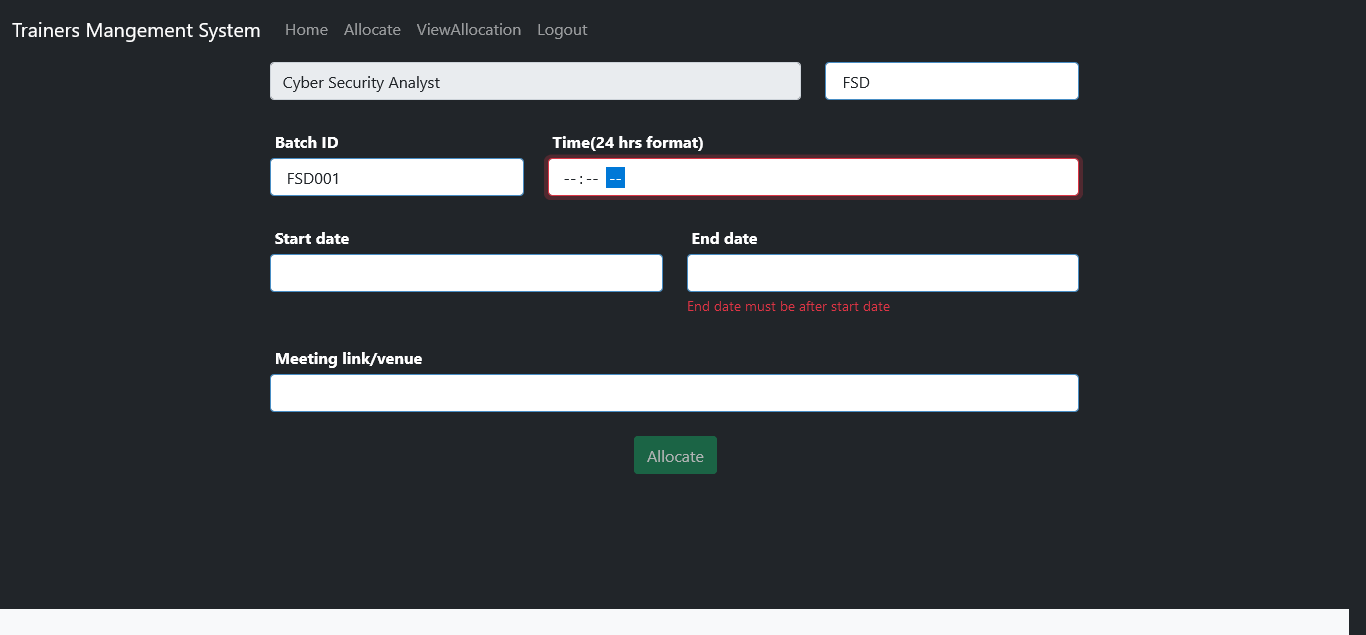 Trainers Mangement System Home Allocate ViewAllocation Logout
Cyber Security Analyst FSD
Batch ID Time(24 hrs format)
FSD001 --:-- --
Start date End date
End date must be after start date
Meeting link/venue
Allocate